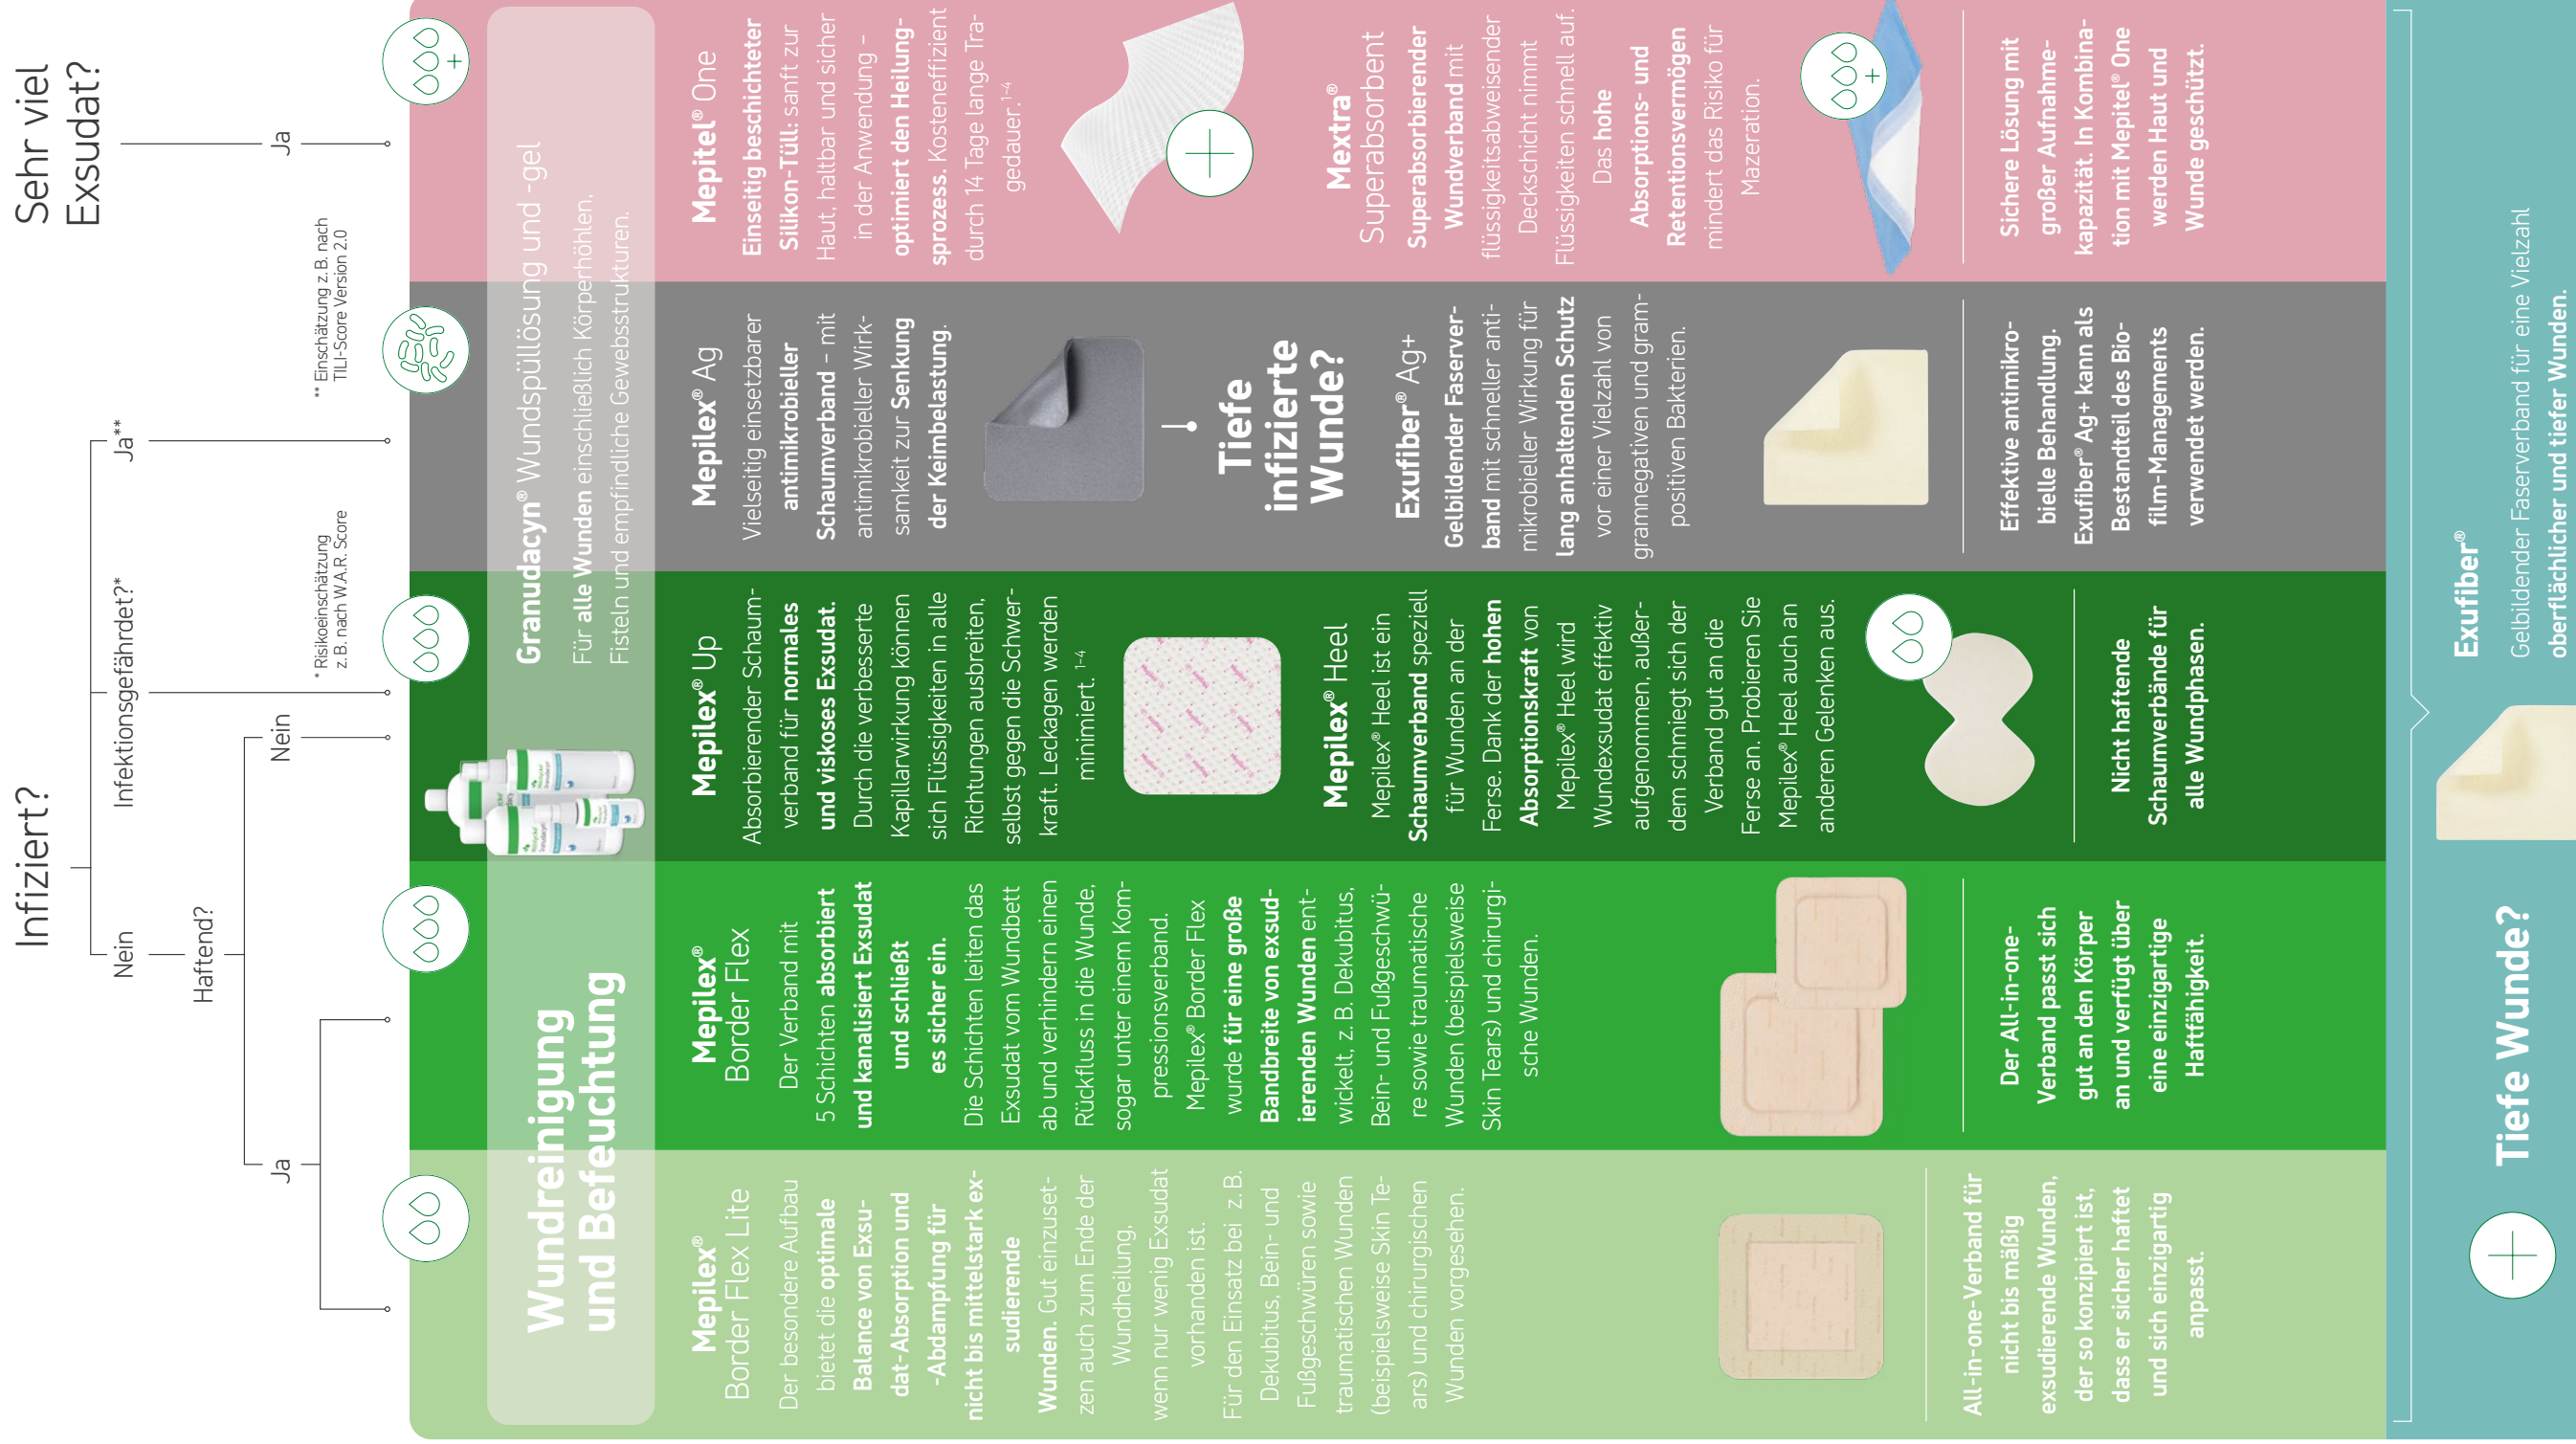 Infiziert?
Sehr viel
Exsudat?
Nein
Infektionsgefährdet?*
Ja**
Haftend?
Ja
Nein
Ja
* Risikoeinschätzung
z. B. nach W.A.R. Score
** Einschätzung z. B. nach
TILI-Score Version 2.0
Wundreinigung
und Befeuchtung
Granudacyn® Wundspüllösung und -gel
Für alle Wunden einschließlich Körperhöhlen,
Fisteln und empfindliche Gewebsstrukturen.
Mepilex®
Border Flex Lite
Der besondere Aufbau
bietet die optimale
Balance von Exsu-
dat-Absorption und
-Abdampfung für
nicht bis mittelstark ex-
sudierende
Wunden. Gut einzuset-
zen auch zum Ende der
Wundheilung,
wenn nur wenig Exsudat
vorhanden ist.
Für den Einsatz bei z. B.
Dekubitus, Bein- und
Fußgeschwüren sowie
traumatischen Wunden
(beispielsweise Skin Te-
ars) und chirurgischen
Wunden vorgesehen.
All-in-one-Verband für
nicht bis mäßig
exsudierende Wunden,
der so konzipiert ist,
dass er sicher haftet
und sich einzigartig
anpasst.
Mepilex®
Border Flex
Der Verband mit
5 Schichten absorbiert
und kanalisiert Exsudat
und schließt
es sicher ein.
Die Schichten leiten das
Exsudat vom Wundbett
ab und verhindern einen
Rückfluss in die Wunde,
sogar unter einem Kom-
pressionsverband.
Mepilex® Border Flex
wurde für eine große
Bandbreite von exsud-
ierenden Wunden ent-
wickelt, z. B. Dekubitus,
Bein- und Fußgeschwü-
re sowie traumatische
Wunden (beispielsweise
Skin Tears) und chirurgi-
sche Wunden.
Der All-in-one-
Verband passt sich
gut an den Körper
an und verfügt über
eine einzigartige
Haftfähigkeit.
Mepilex® Up
Absorbierender Schaum-
verband für normales
und viskoses Exsudat.
Durch die verbesserte
Kapillarwirkung können
sich Flüssigkeiten in alle
Richtungen ausbreiten,
selbst gegen die Schwer-
kraft. Leckagen werden
minimiert. 1-4
Mepilex® Heel
Mepilex® Heel ist ein
Schaumverband speziell
für Wunden an der
Ferse. Dank der hohen
Absorptionskraft von
Mepilex® Heel wird
Wundexsudat effektiv
aufgenommen, außer-
dem schmiegt sich der
Verband gut an die
Ferse an. Probieren Sie
Mepilex® Heel auch an
anderen Gelenken aus.
Nicht haftende
Schaumverbände für
alle Wundphasen.
Mepilex® Ag
Vielseitig einsetzbarer
antimikrobieller
Schaumverband – mit
antimikrobieller Wirk-
samkeit zur Senkung
der Keimbelastung.
Tiefe
infizierte
Wunde?
Exufiber® Ag+
Gelbildender Faserver-
band mit schneller anti-
mikrobieller Wirkung für
lang anhaltenden Schutz
vor einer Vielzahl von
gramnegativen und gram-
positiven Bakterien.
Effektive antimikro-
bielle Behandlung.
Exufiber® Ag+ kann als
Bestandteil des Bio-
film-Managements
verwendet werden.
Mepitel® One
Einseitig beschichteter
Silikon-Tüll: sanft zur
Haut, haltbar und sicher
in der Anwendung –
optimiert den Heilung-
sprozess. Kosteneffizient
durch 14 Tage lange Tra-
gedauer.1-4
Mextra®
Superabsorbent
Superabsorbierender
Wundverband mit
flüssigkeitsabweisender
Deckschicht nimmt
Flüssigkeiten schnell auf.
Das hohe
Absorptions- und
Retentionsvermögen
mindert das Risiko für
Mazeration.
Sichere Lösung mit
großer Aufnahme-
kapazität. In Kombina-
tion mit Mepitel® One
werden Haut und
Wunde geschützt.
Tiefe Wunde?
Exufiber®
Gelbildender Faserverband für eine Vielzahl
oberflächlicher und tiefer Wunden.